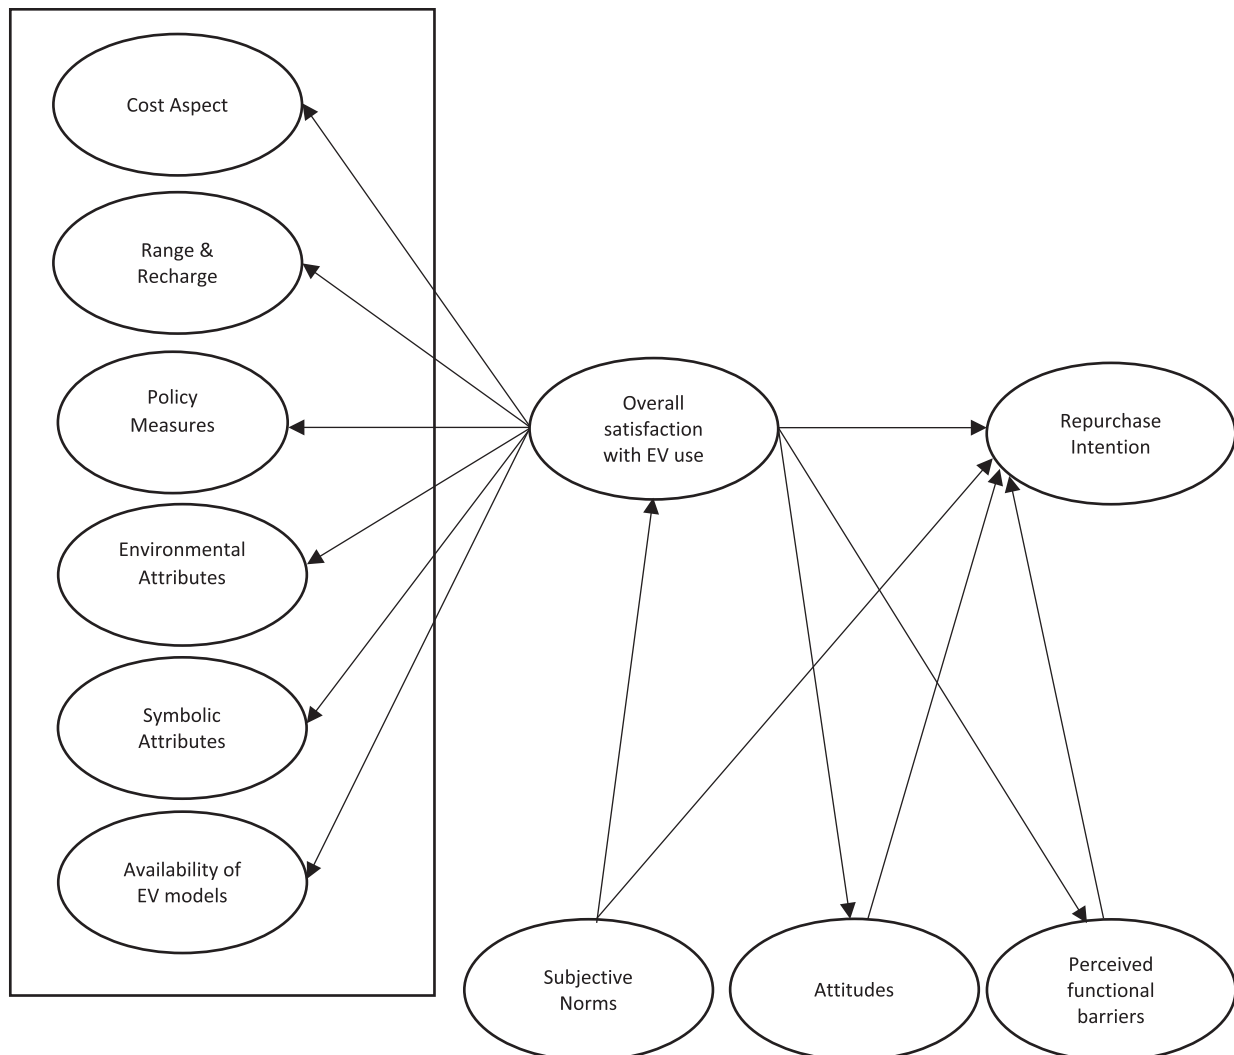 Cost Aspect
Range &
Recharge
Policy
Measures
Environmental
Attributes
Symbolic
Attributes
Availability of
EV models
Overall
satisfaction
with EV use
Repurchase
Intention
Subjective
Norms
Attitudes
Perceived
functional
barriers